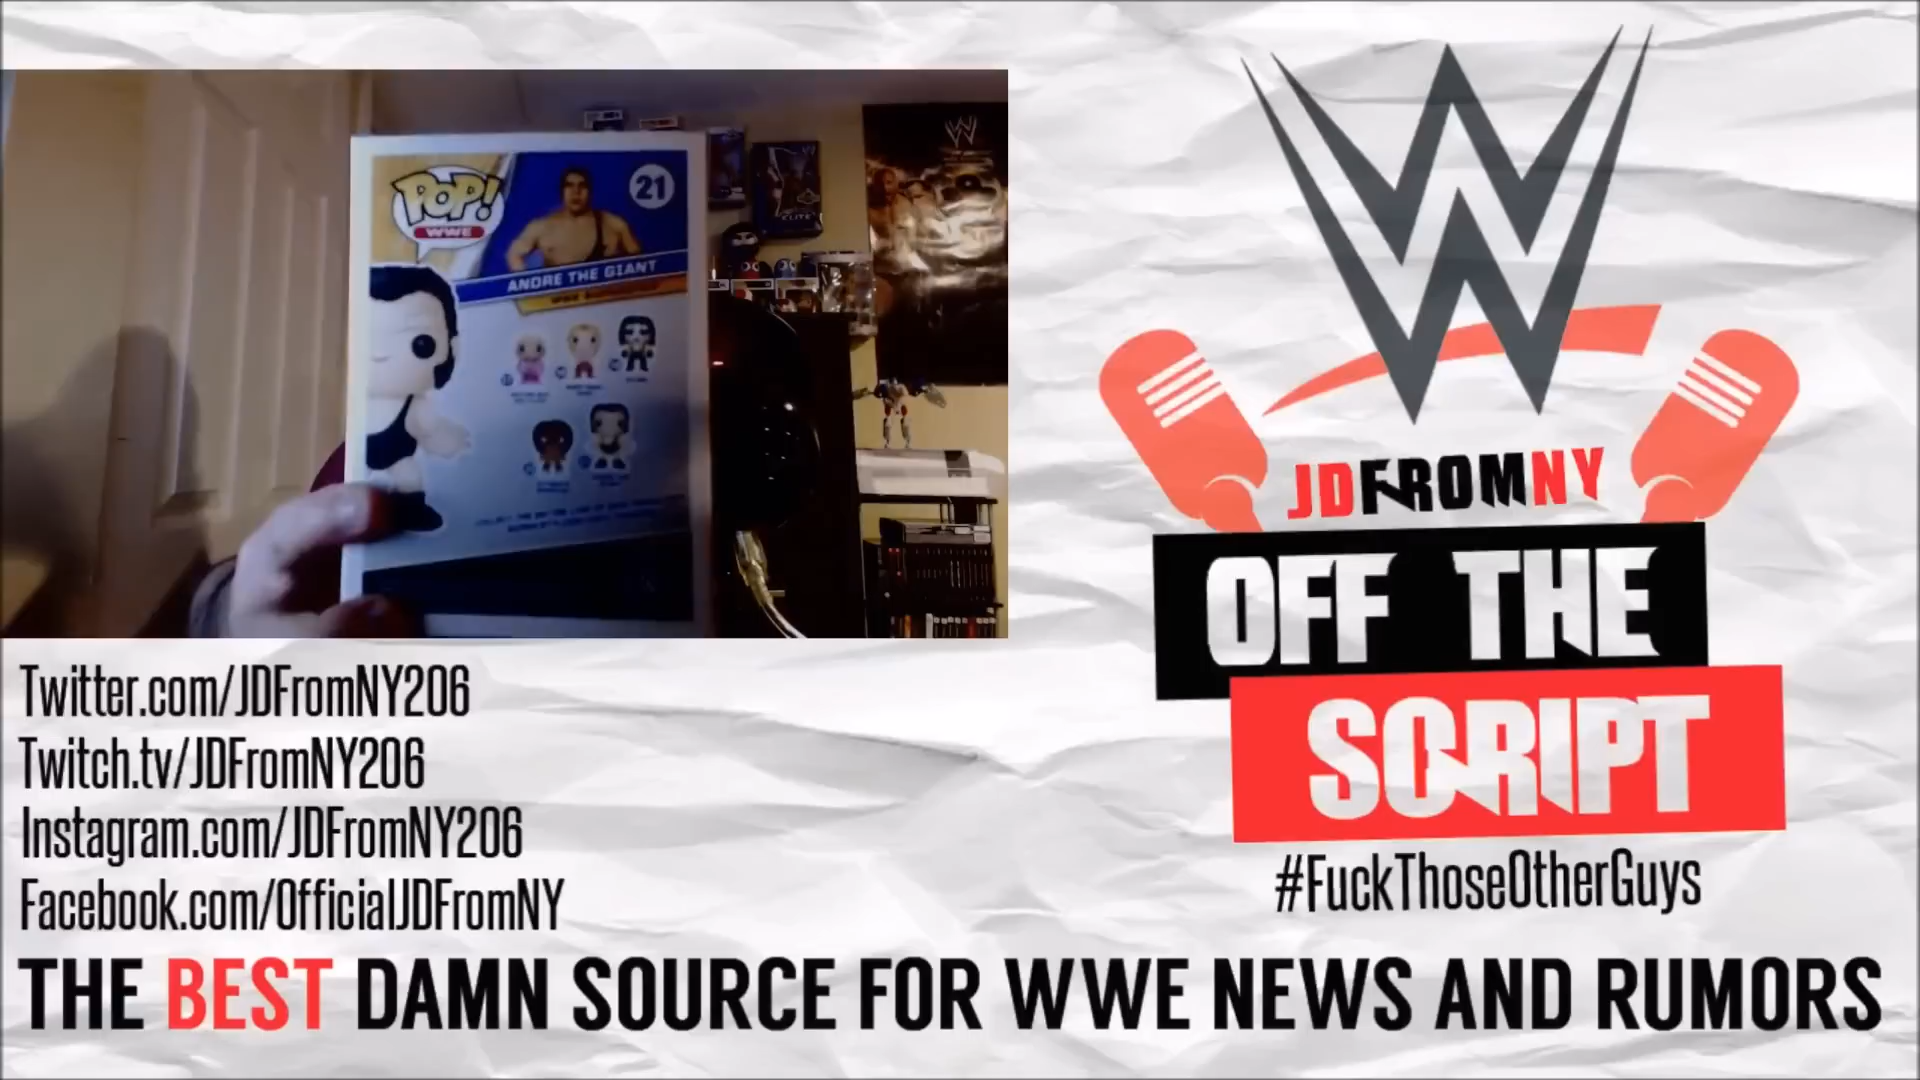 POP!
WWE
21
ANDRE THE GIANT
ELITE
Twitter.com/JDFromNY206
Twitch.tv/JDFromNY206
Instagram.com/JDFromNY206
Facebook.com/OfficialJDFromNY
W
JDFROMNY
OFF THE
SCRIPT
#FuckThoseOtherGuys
THE BEST DAMN SOURCE FOR WWE NEWS AND RUMORS